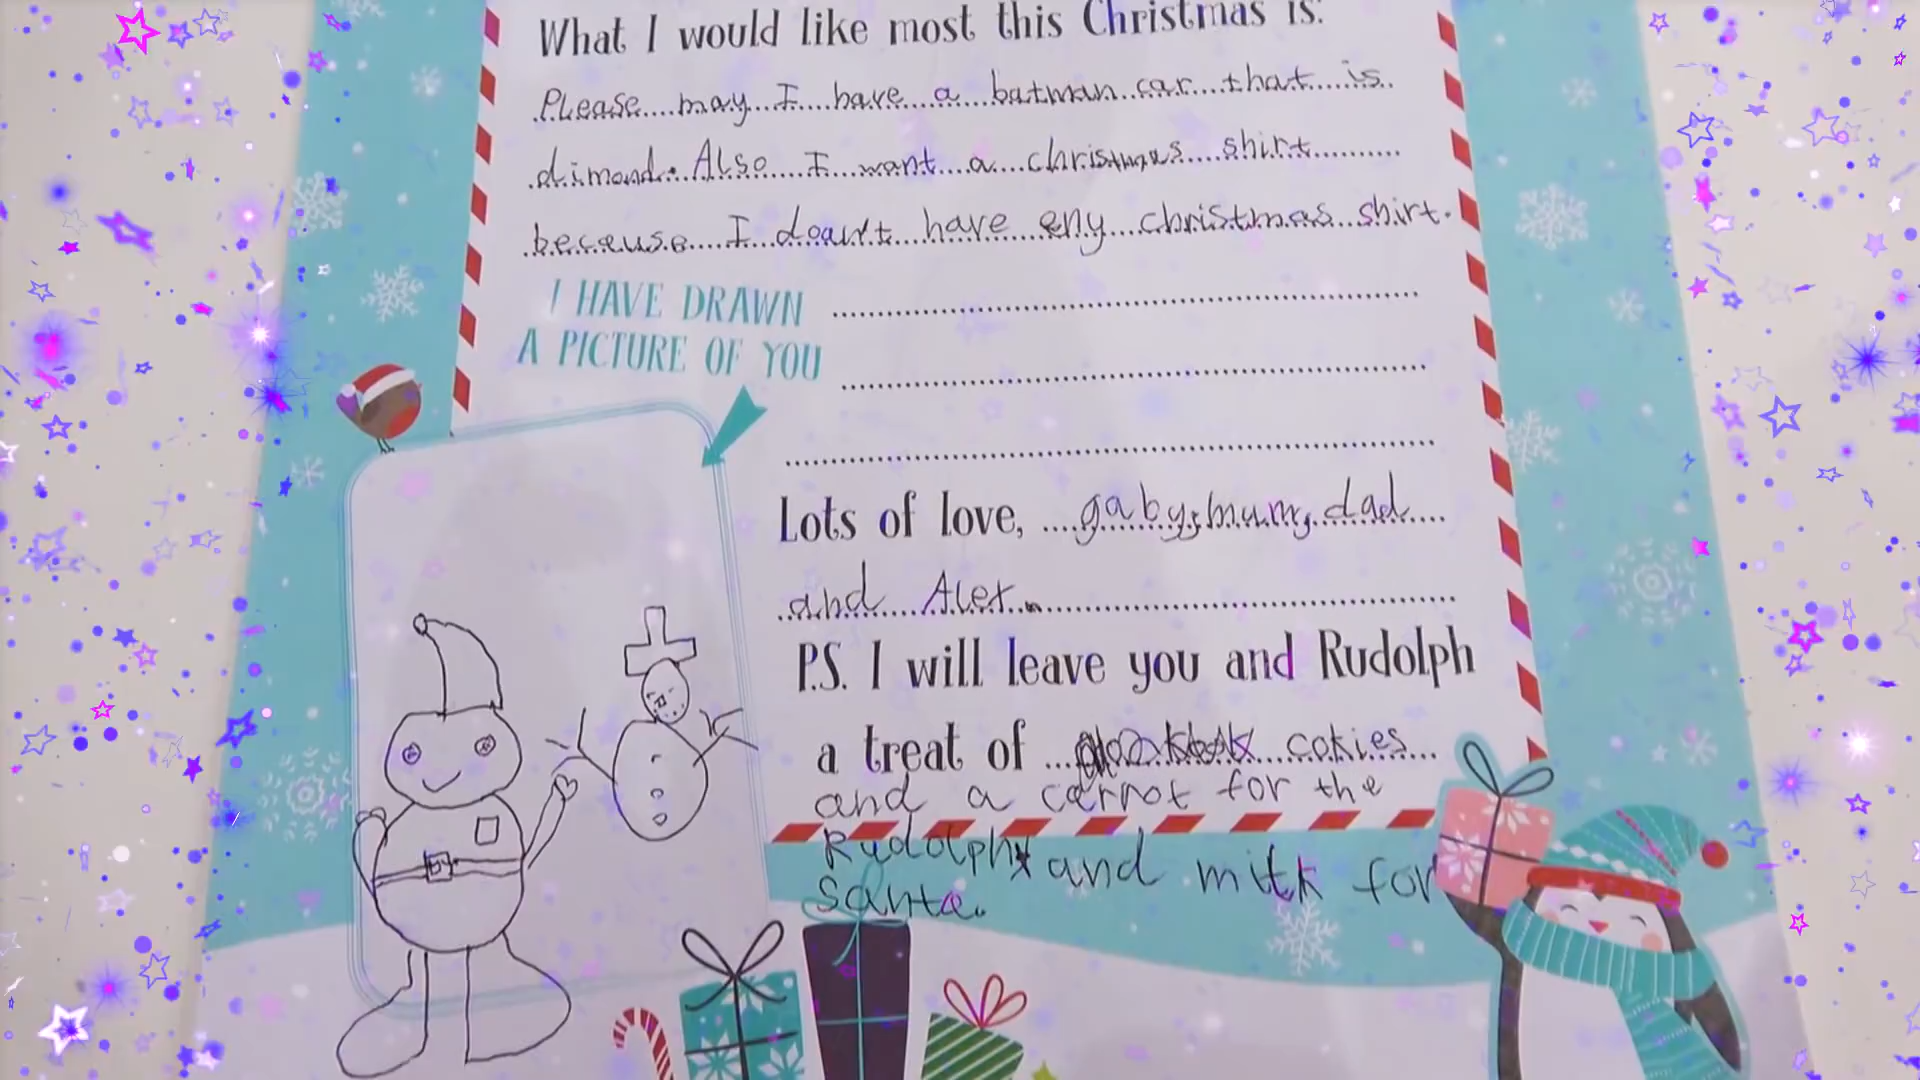 What I would like most this Christmas is:
Please may I have a batman car that is
dimond. Also I want a christmas shirt
because I doan't have eny christmas shirt.
I HAVE DRAWN
A PICTURE OF YOU
Lots of love, gaby, mum, dad
and Alex.
P.S. I will leave you and Rudolph
a treat of cokies
and a carrot for the
Rudolph and milk for
Santa.